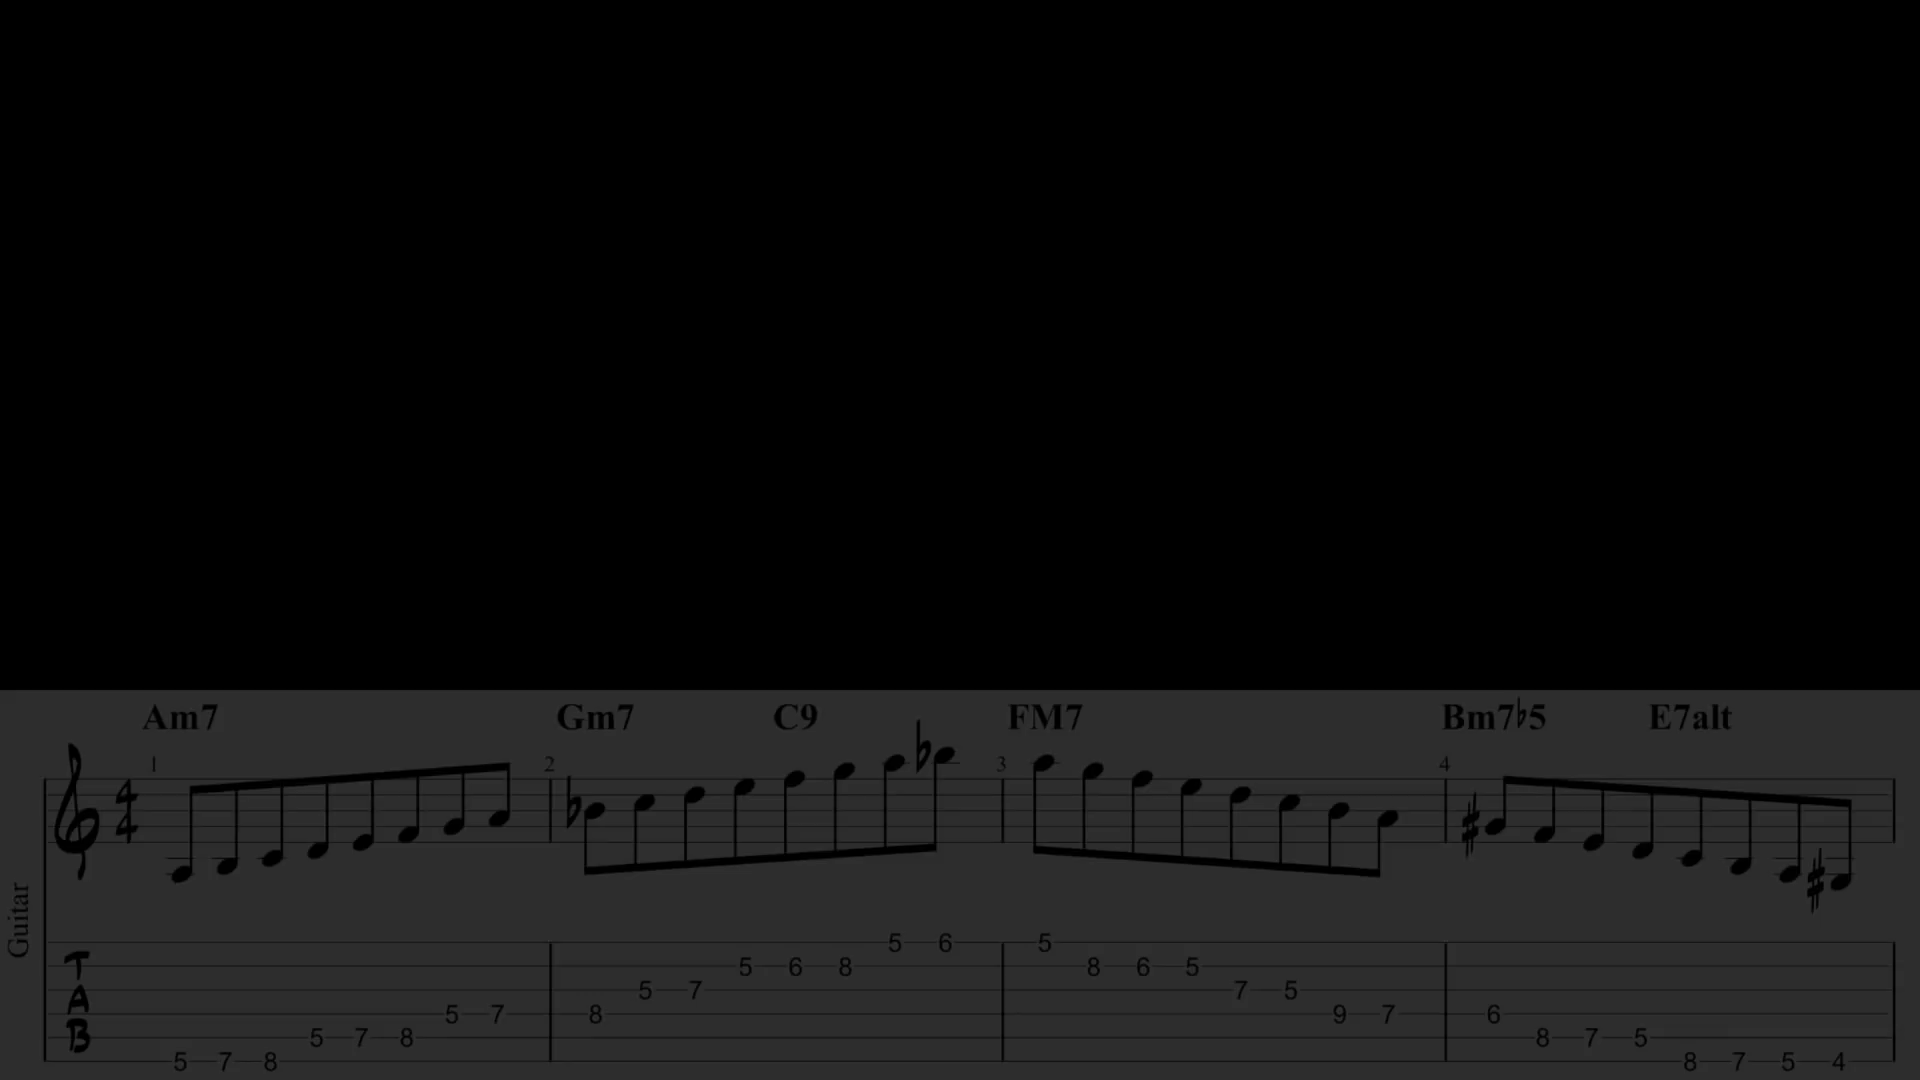 Am7 Gm7 C9 FM7 Bm7♭5 E7alt
1 2 3 4
4
4
Guitar
5 6 5
T 5 6 8 8 6 5
A 5 7 7 5
5 7 8 9 7 6
B 5 7 8 8 7 5
5 7 8 8 7 5 4